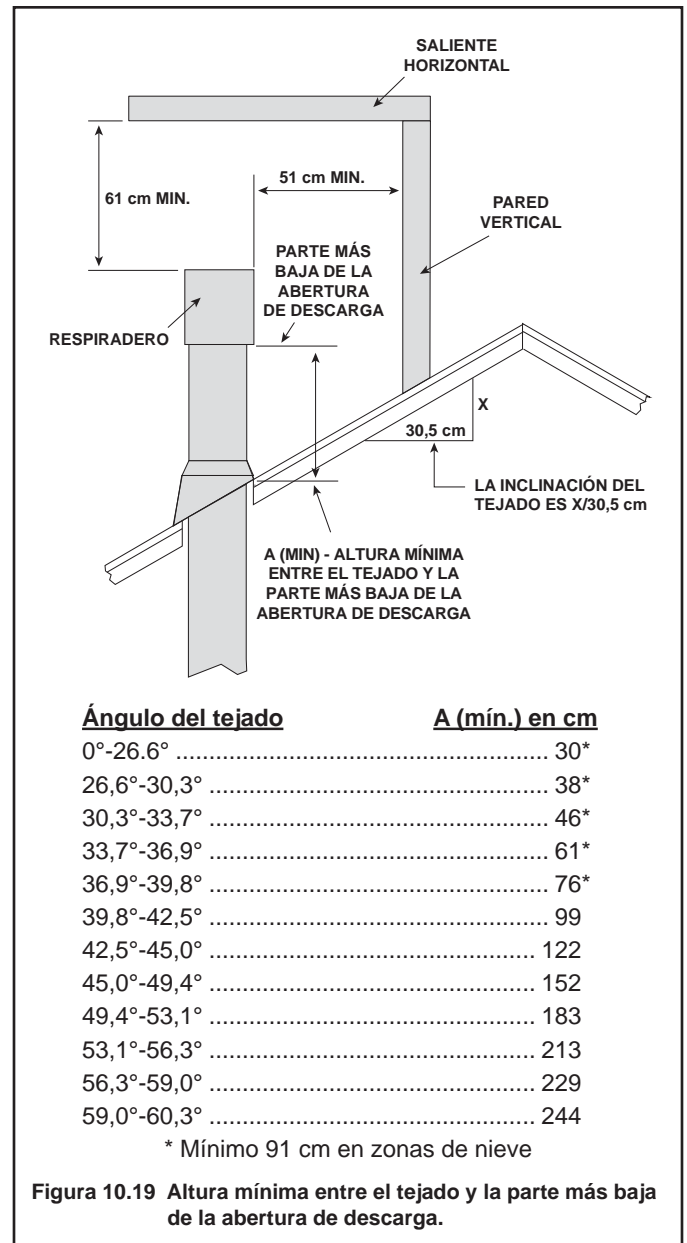 SALIENTE
HORIZONTAL
51 cm MIN.
61 cm MIN.
PARED
VERTICAL
PARTE MÁS
BAJA DE LA
ABERTURA
DE DESCARGA
RESPIRADERO
X
30,5 cm
LA INCLINACIÓN DEL
TEJADO ES X/30,5 cm
A (MIN) - ALTURA MÍNIMA
ENTRE EL TEJADO Y LA
PARTE MÁS BAJA DE LA
ABERTURA DE DESCARGA
Ángulo del tejado A (mín.) en cm
0°-26.6° ........................................................ 30*
26,6°-30,3° ................................................... 38*
30,3°-33,7° ................................................... 46*
33,7°-36,9° ................................................... 61*
36,9°-39,8° ................................................... 76*
39,8°-42,5° ................................................... 99
42,5°-45,0° ................................................. 122
45,0°-49,4° ................................................. 152
49,4°-53,1° ................................................. 183
53,1°-56,3° ................................................. 213
56,3°-59,0° ................................................. 229
59,0°-60,3° ................................................. 244
* Mínimo 91 cm en zonas de nieve
Figura 10.19 Altura mínima entre el tejado y la parte más baja
de la abertura de descarga.